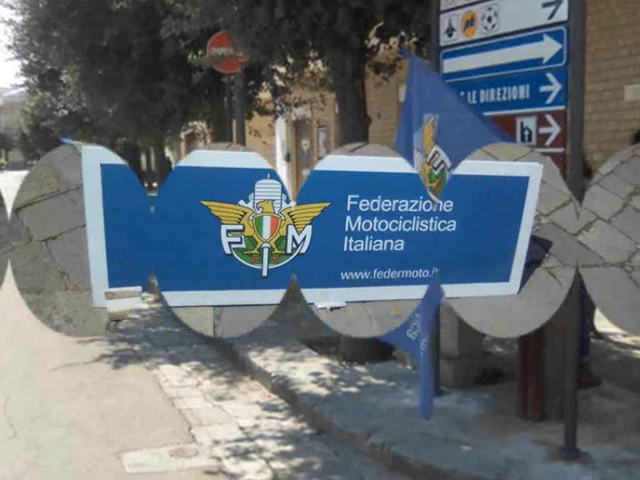 E LE DIREZIONI
h
FM
Federazione
Motociclistica
Italiana
www.federmoto.it